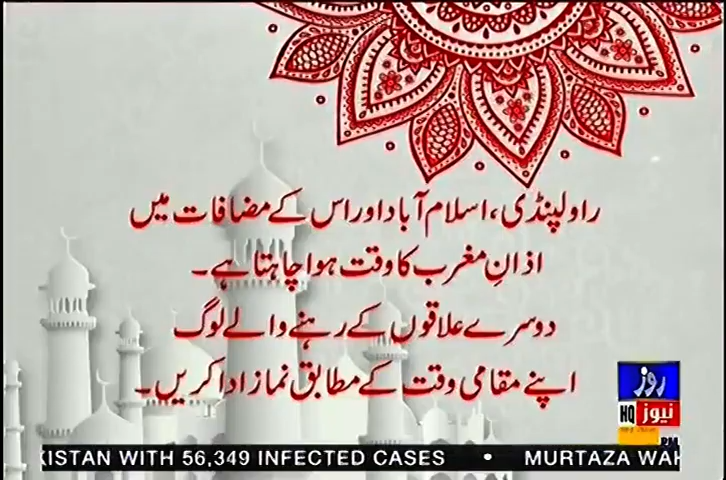 راولپنڈی، اسلام آباد اور اس کے مضافات میں
اذانِ مغرب کا وقت ہوا چاہتا ہے۔
دوسرے علاقوں کے رہنے والے لوگ
اپنے مقامی وقت کے مطابق نماز ادا کریں۔
روز
HQ نیوز
PM
KISTAN WITH 56,349 INFECTED CASES • MURTAZA WAH